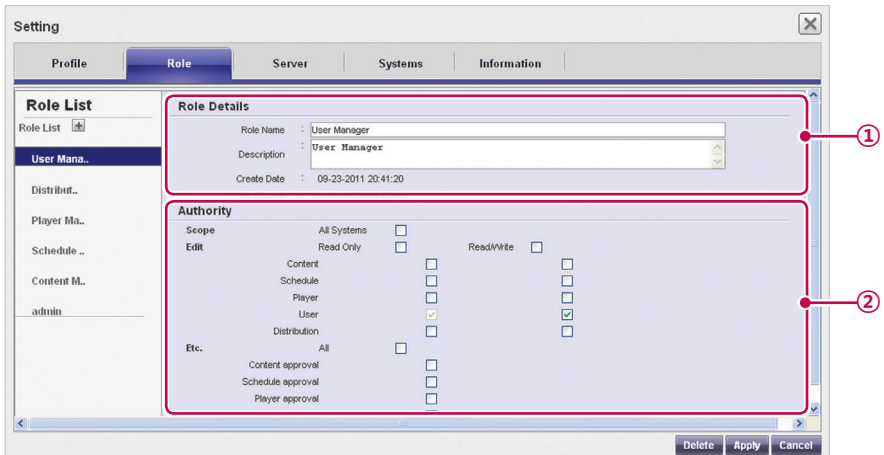 Setting
Profile Role Server Systems Information
Role List
Role List
User Mana..
Distribut..
Player Ma..
Schedule ..
Content M..
admin
Role Details
Role Name : User Manager
Description : User Manager
Create Date : 09-23-2011 20:41:20
①
Authority
Scope All Systems
Edit Read Only Read/Write
Content
Schedule
Player
User
Distribution
Etc. All
Content approval
Schedule approval
Player approval
②
Delete Apply Cancel